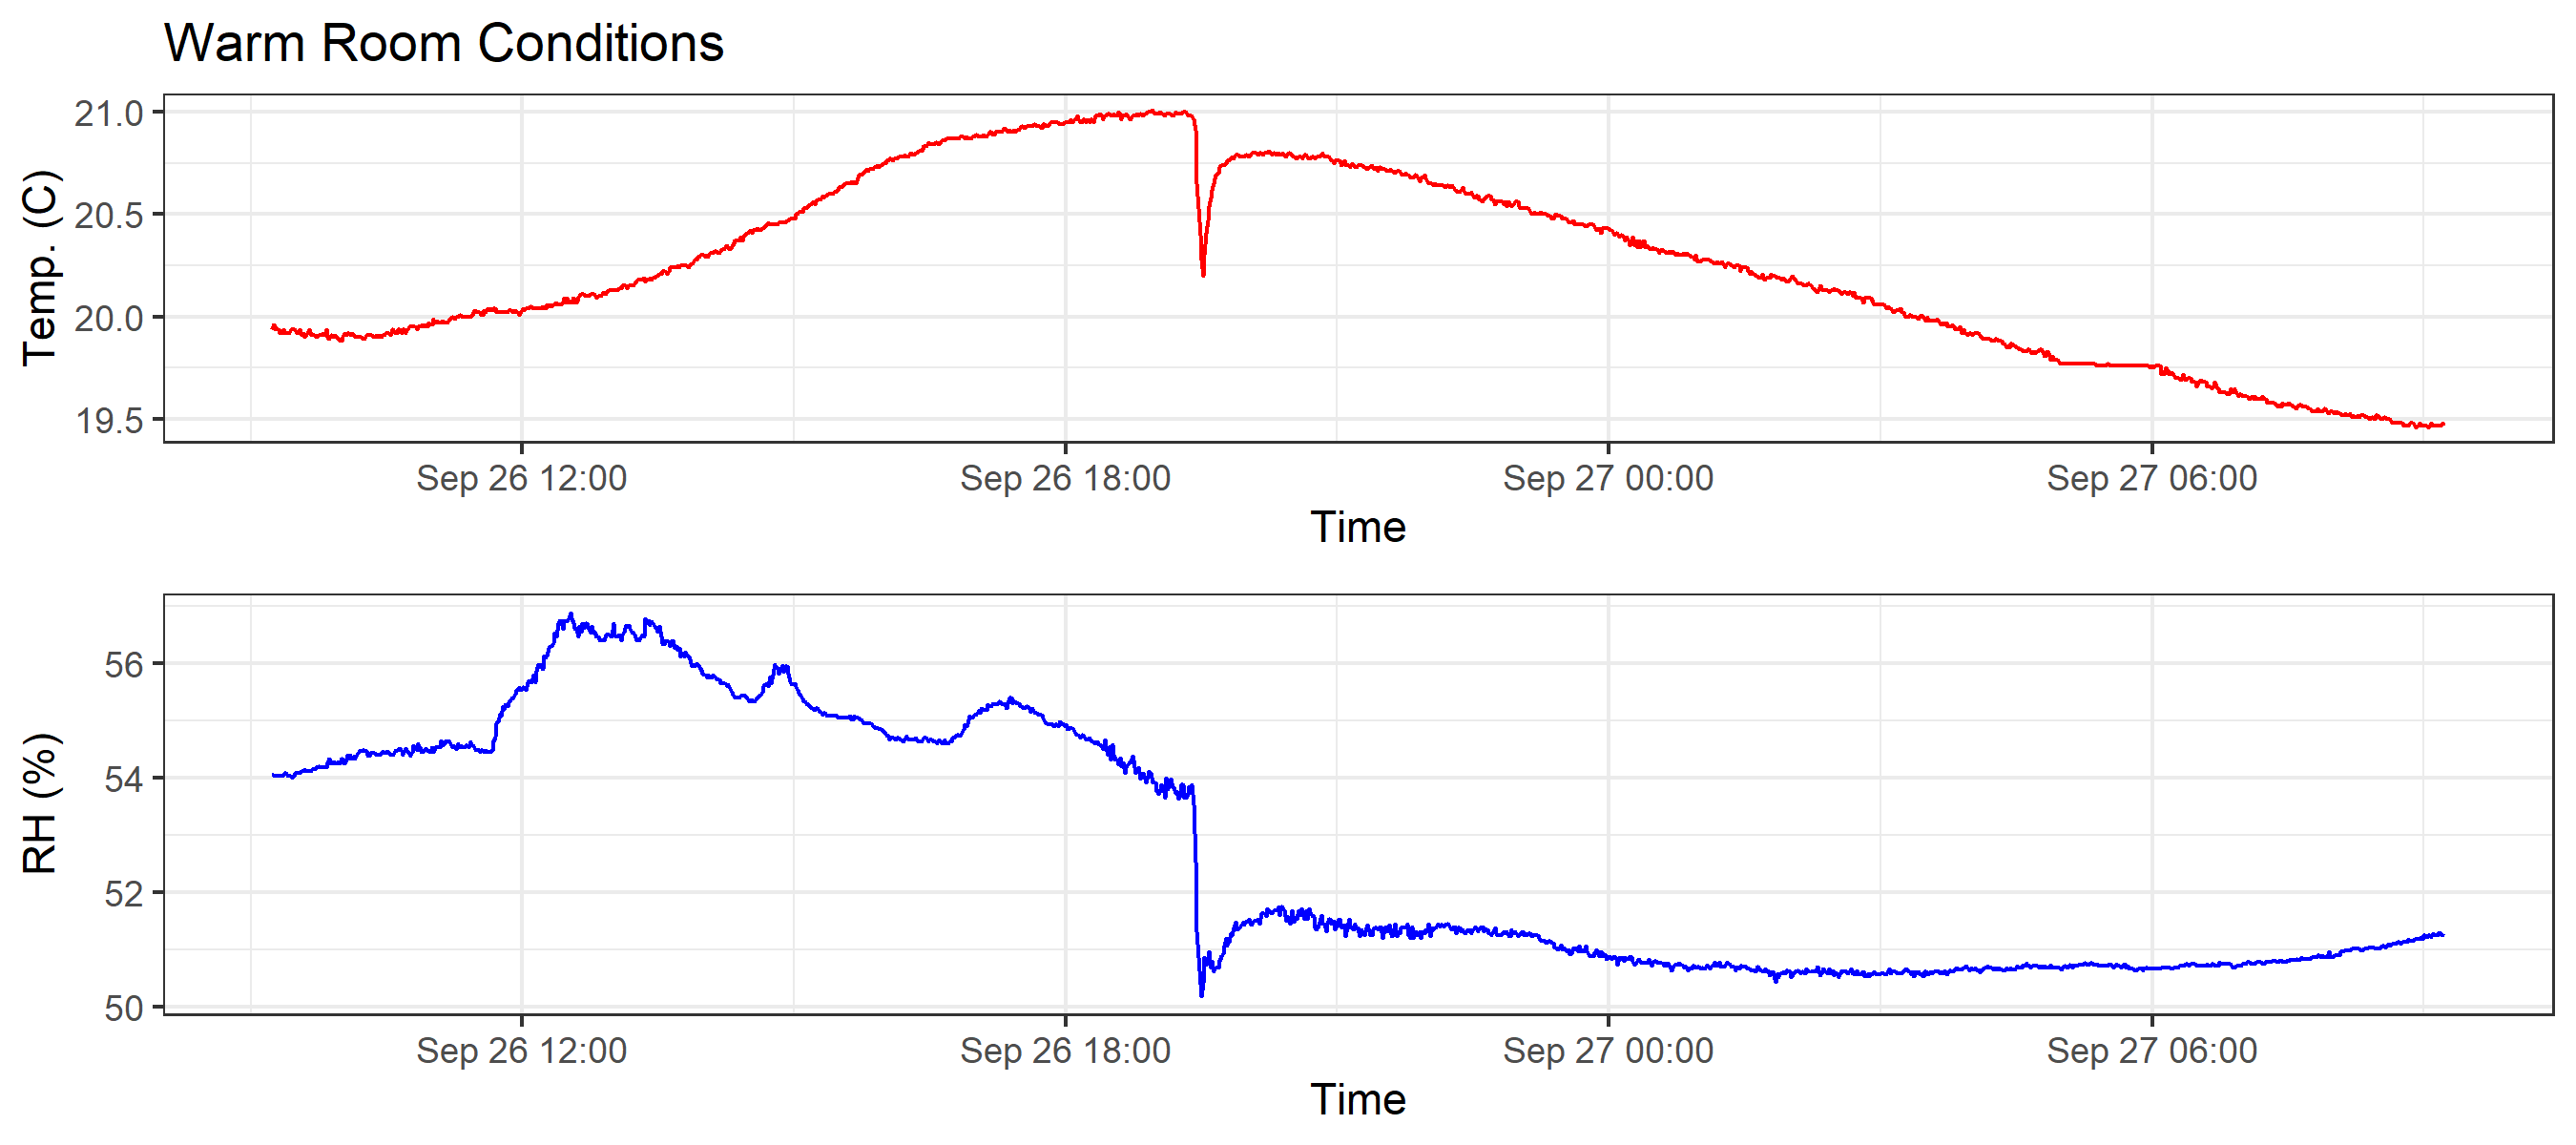 Warm Room Conditions
Temp. (C)
21.0
20.5
20.0
19.5
Sep 26 12:00 Sep 26 18:00 Sep 27 00:00 Sep 27 06:00
Time
RH (%)
56
54
52
50
Sep 26 12:00 Sep 26 18:00 Sep 27 00:00 Sep 27 06:00
Time